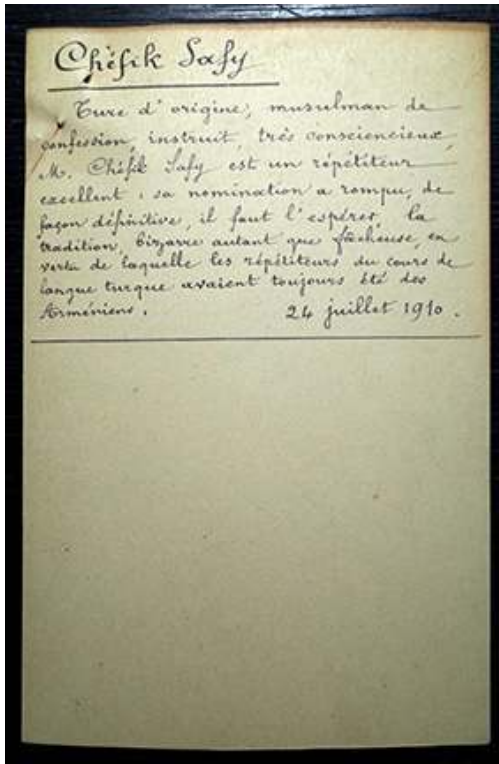 Chéfik Safy
Turc d'origine, musulman de
confession, instruit, très consciencieux,
M. Chéfik Safy est un répétiteur
excellent : sa nomination a rompu, de
façon définitive, il faut l'espérer, la
tradition, bizarre autant que fâcheuse, en
vertu de laquelle les répétiteurs du cours de
langue turque avaient toujours été des
Arméniens. 24 juillet 1910.